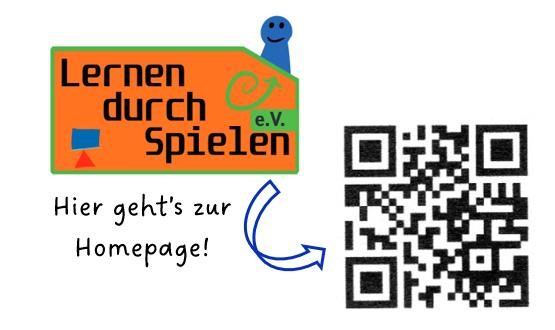 Lernen
durch
e.V.
Spielen
Hier geht's zur
Homepage!